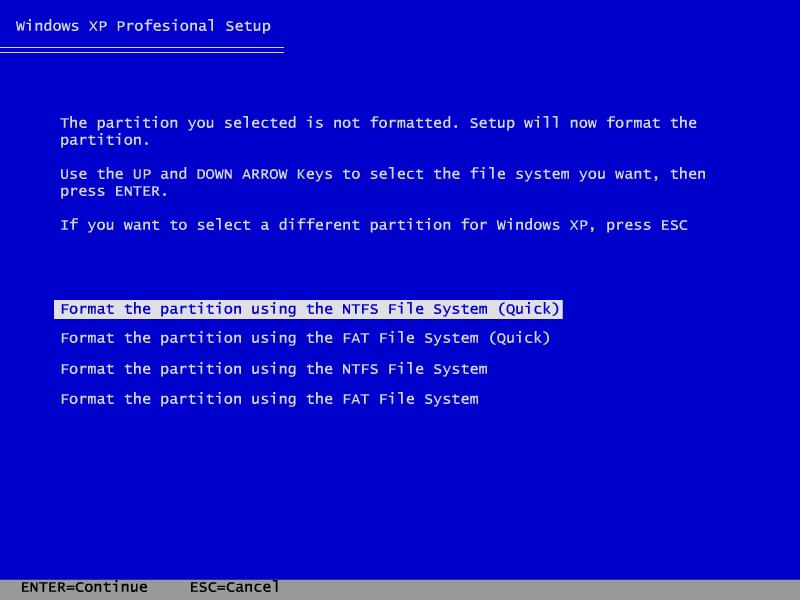 Windows XP Profesional Setup
The partition you selected is not formatted. Setup will now format the
partition.
Use the UP and DOWN ARROW Keys to select the file system you want, then
press ENTER.
If you want to select a different partition for Windows XP, press ESC
Format the partition using the NTFS File System (Quick)
Format the partition using the FAT File System (Quick)
Format the partition using the NTFS File System
Format the partition using the FAT File System
ENTER=Continue ESC=Cancel